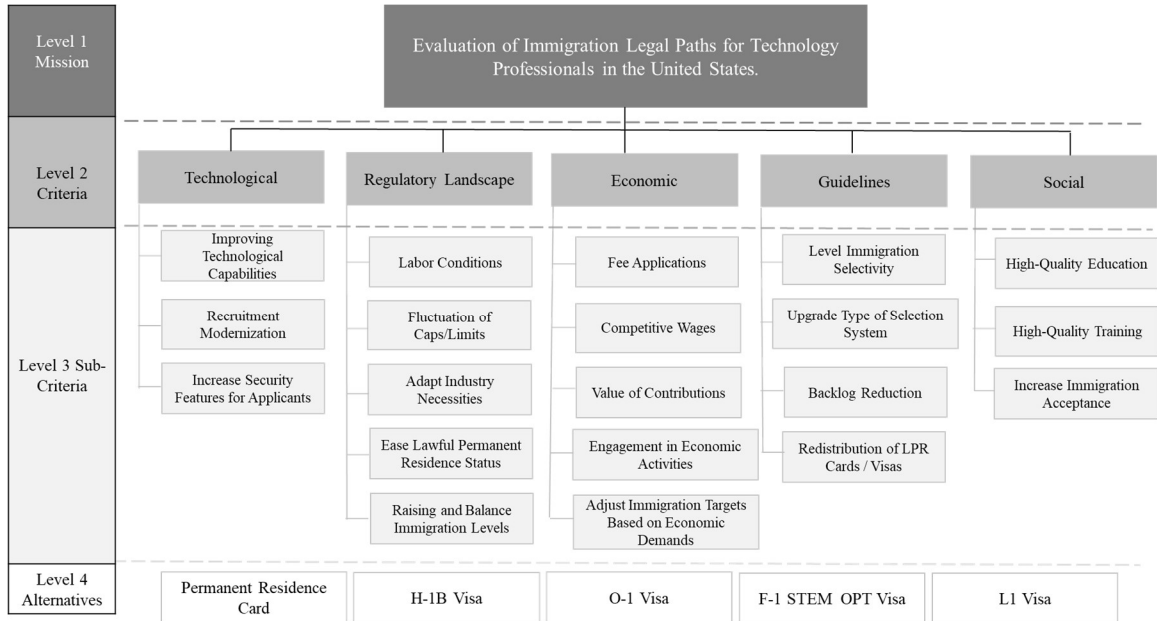 Level 1
Mission
Evaluation of Immigration Legal Paths for Technology
Professionals in the United States.
Level 2
Criteria
Technological
Regulatory Landscape
Economic
Guidelines
Social
Level 3 Sub-
Criteria
Improving
Technological
Capabilities
Recruitment
Modernization
Increase Security
Features for Applicants
Labor Conditions
Fluctuation of
Caps/Limits
Adapt Industry
Necessities
Ease Lawful Permanent
Residence Status
Raising and Balance
Immigration Levels
Fee Applications
Competitive Wages
Value of Contributions
Engagement in Economic
Activities
Adjust Immigration Targets
Based on Economic
Demands
Level Immigration
Selectivity
Upgrade Type of Selection
System
Backlog Reduction
Redistribution of LPR
Cards / Visas
High-Quality Education
High-Quality Training
Increase Immigration
Acceptance
Level 4
Alternatives
Permanent Residence
Card
H-1B Visa
O-1 Visa
F-1 STEM OPT Visa
L1 Visa